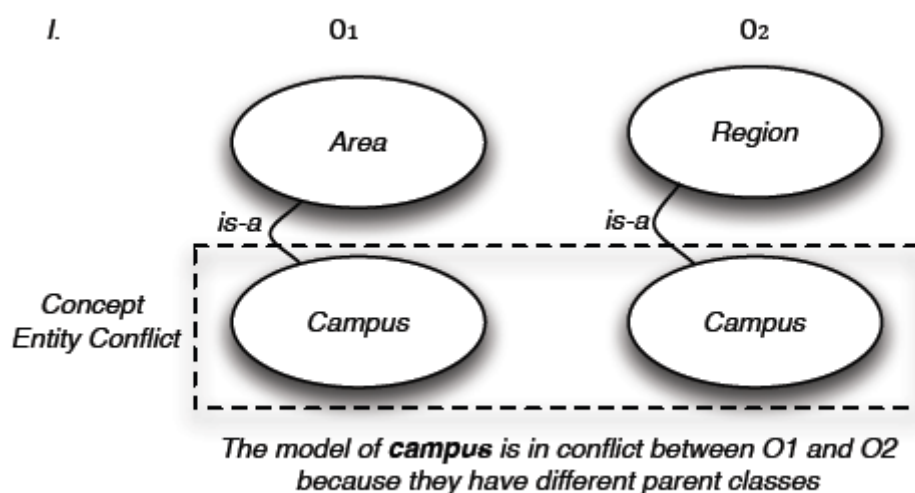 I. O1 O2
Area Region
is-a is-a
Concept
Entity Conflict
Campus Campus
The model of campus is in conflict between O1 and O2
because they have different parent classes